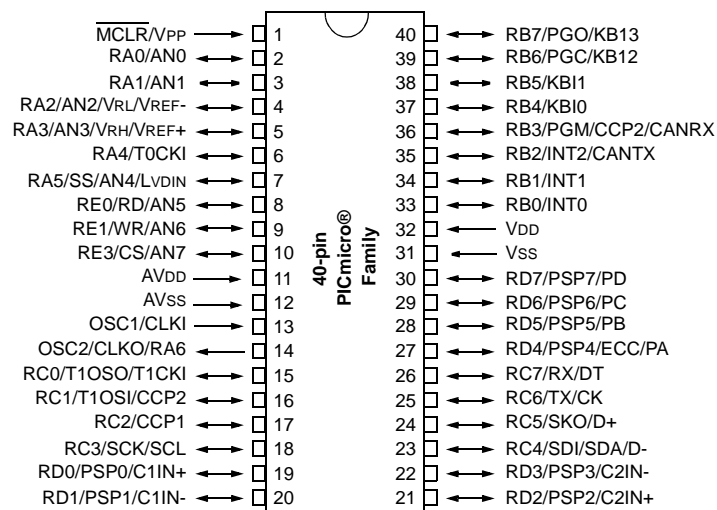 MCLR/VPP 1 40 RB7/PGO/KB13
RA0/AN0 2 39 RB6/PGC/KB12
RA1/AN1 3 38 RB5/KBI1
RA2/AN2/VRL/VREF- 4 37 RB4/KBI0
RA3/AN3/VRH/VREF+ 5 36 RB3/PGM/CCP2/CANRX
RA4/T0CKI 6 35 RB2/INT2/CANTX
RA5/SS/AN4/LVDIN 7 34 RB1/INT1
RE0/RD/AN5 8 33 RB0/INT0
RE1/WR/AN6 9 32 VDD
RE3/CS/AN7 10 31 VSS
AVDD 11 30 RD7/PSP7/PD
AVSS 12 29 RD6/PSP6/PC
OSC1/CLKI 13 28 RD5/PSP5/PB
OSC2/CLKO/RA6 14 27 RD4/PSP4/ECC/PA
RC0/T1OSO/T1CKI 15 26 RC7/RX/DT
RC1/T1OSI/CCP2 16 25 RC6/TX/CK
RC2/CCP1 17 24 RC5/SKO/D+
RC3/SCK/SCL 18 23 RC4/SDI/SDA/D-
RD0/PSP0/C1IN+ 19 22 RD3/PSP3/C2IN-
RD1/PSP1/C1IN- 20 21 RD2/PSP2/C2IN+
40-pin
PICmicro®
Family